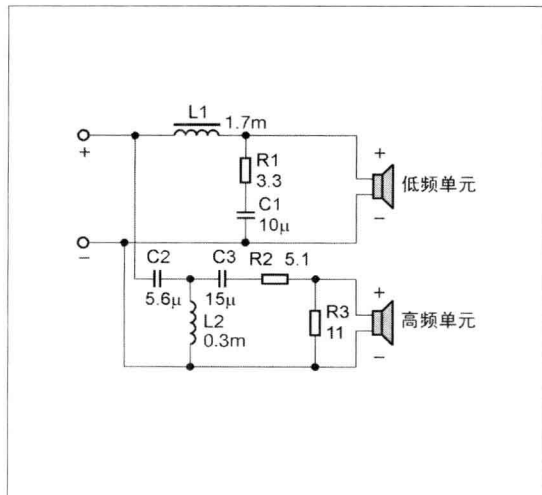 L1
1.7m
+
R1
3.3
C1
10μ
+
低频单元
−
−
C2
5.6μ
C3
15μ
R2 5.1
L2
0.3m
R3
11
+
高频单元
−